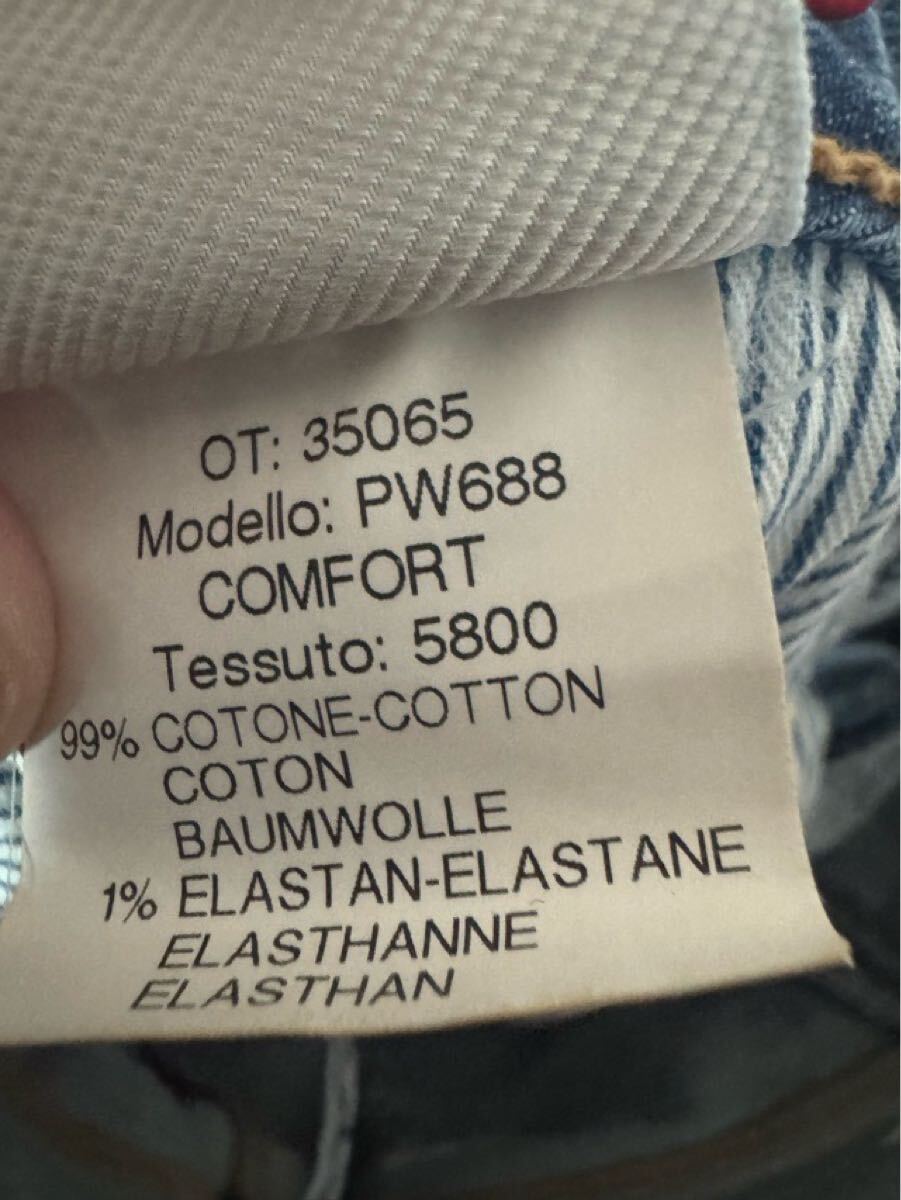 OT: 35065
Modello: PW688
COMFORT
Tessuto: 5800
99% COTONE-COTTON
COTON
BAUMWOLLE
1% ELASTAN-ELASTANE
ELASTHANNE
ELASTHAN